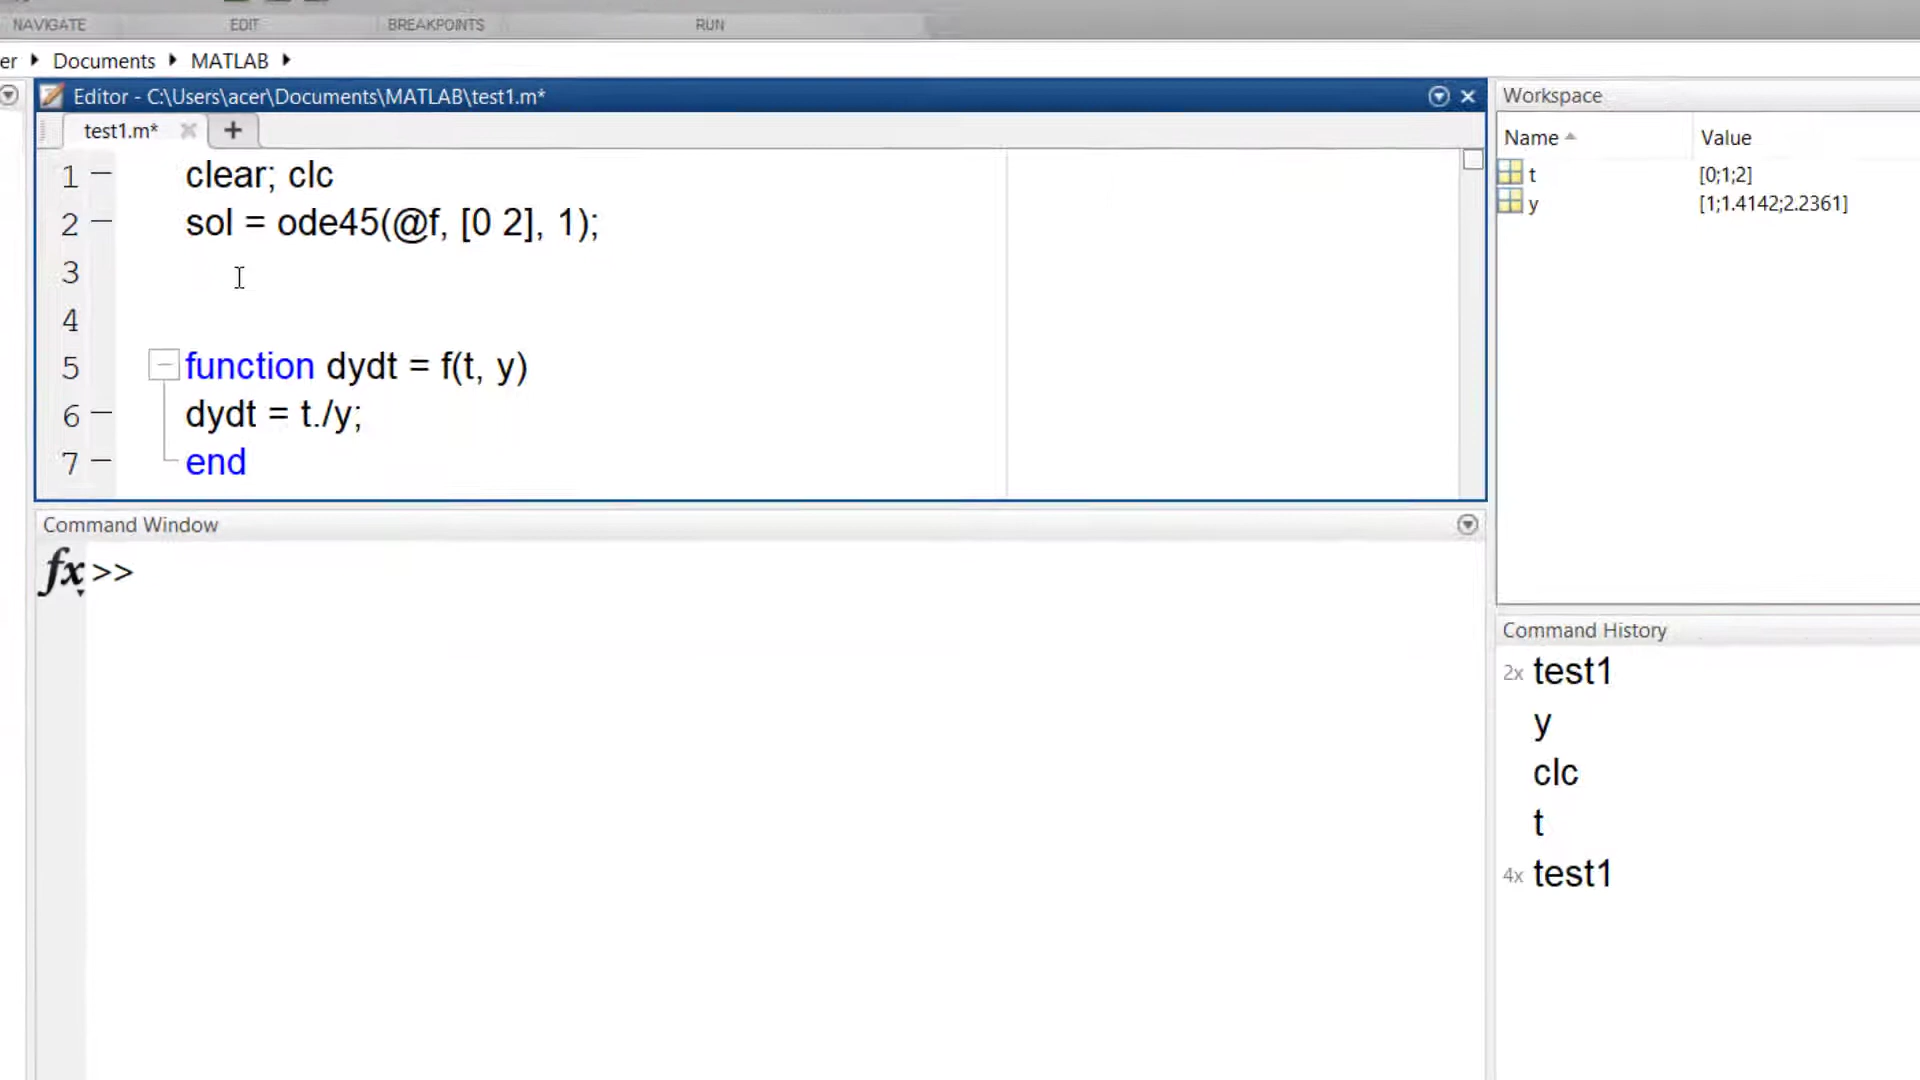 NAVIGATE EDIT BREAKPOINTS RUN
er Documents MATLAB
Editor - C:\Users\acer\Documents\MATLAB\test1.m*
test1.m*
1 clear; clc
2 sol = ode45(@f, [0 2], 1);
3
4
5 function dydt = f(t, y)
6 dydt = t./y;
7 end
Command Window
fx >>
Workspace
Name Value
t [0;1;2]
y [1;1.4142;2.2361]
Command History
2x test1
y
clc
t
4x test1